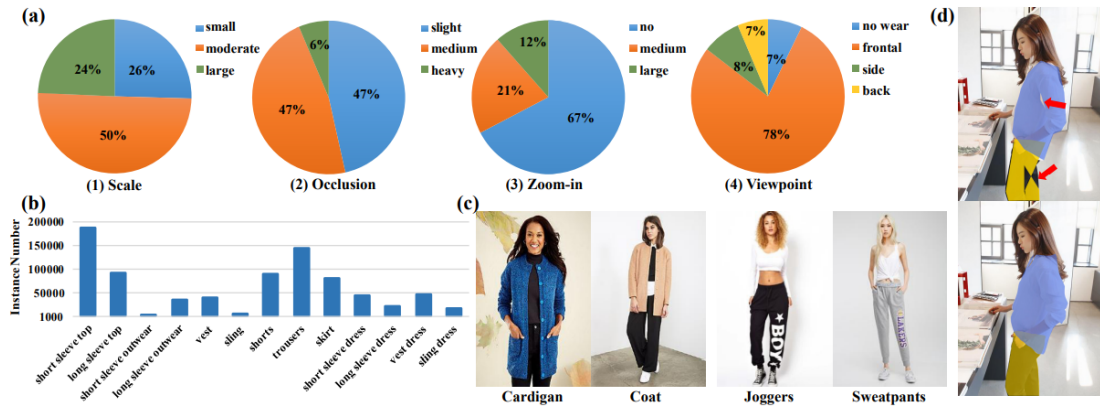 (a)
small
moderate
large
26%
24%
50%
(1) Scale
slight
medium
heavy
6%
47%
47%
(2) Occlusion
no
medium
large
12%
21%
67%
(3) Zoom-in
no wear
frontal
side
back
7%
7%
8%
78%
(4) Viewpoint
(b)
Instance Number
200000
150000
100000
50000
1000
short sleeve top
long sleeve top
short sleeve outwear
long sleeve outwear
vest
sling
shorts
trousers
skirt
short sleeve dress
long sleeve dress
vest dress
sling dress
(c)
BOY
LAKERS
Cardigan
Coat
Joggers
Sweatpants
(d)